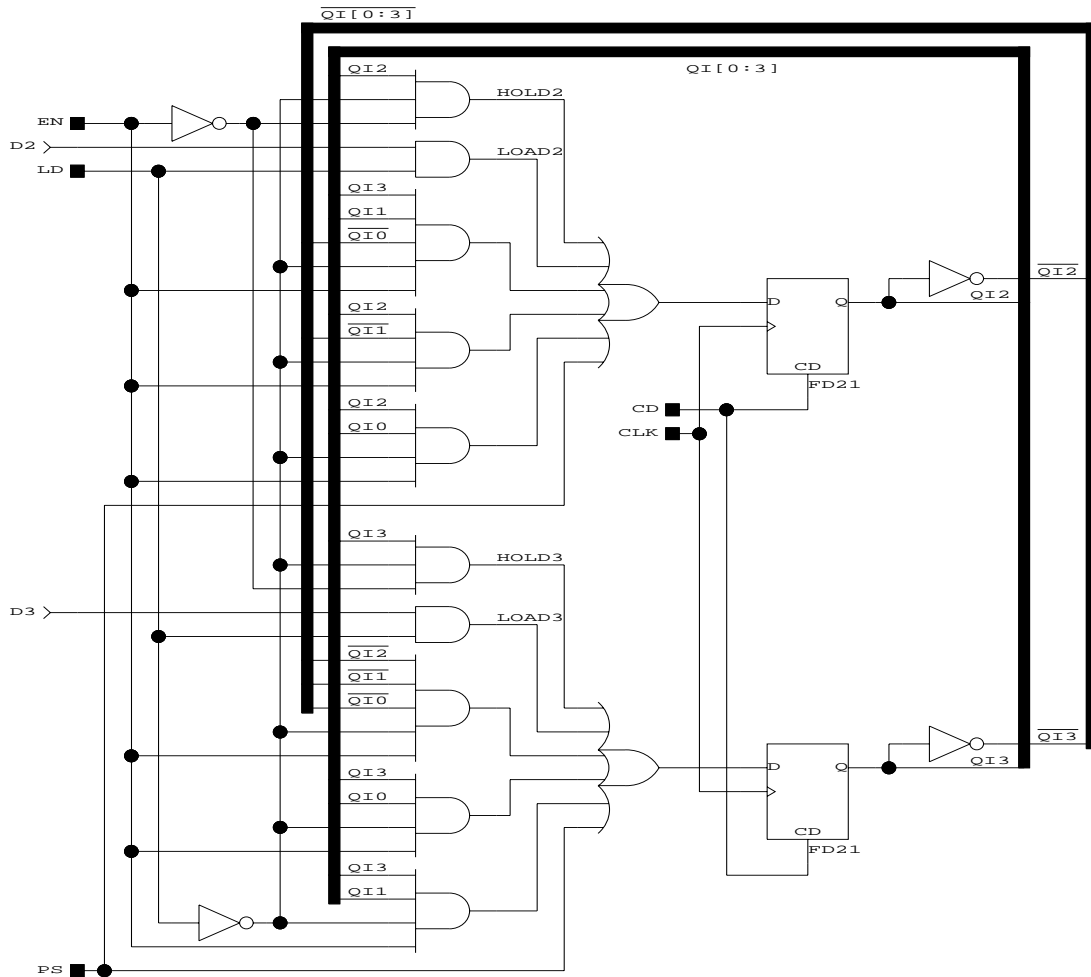 QI[0:3]
QI[0:3]
QI2
HOLD2
EN
D2
LOAD2
LD
QI3
QI1
QI0
QI2
D
Q
QI2
QI2
QI1
CD
FD21
QI2
CD
QI0
CLK
QI3
HOLD3
D3
LOAD3
QI2
QI1
QI0
QI3
D
Q
QI3
QI3
QI0
CD
FD21
QI3
QI1
PS